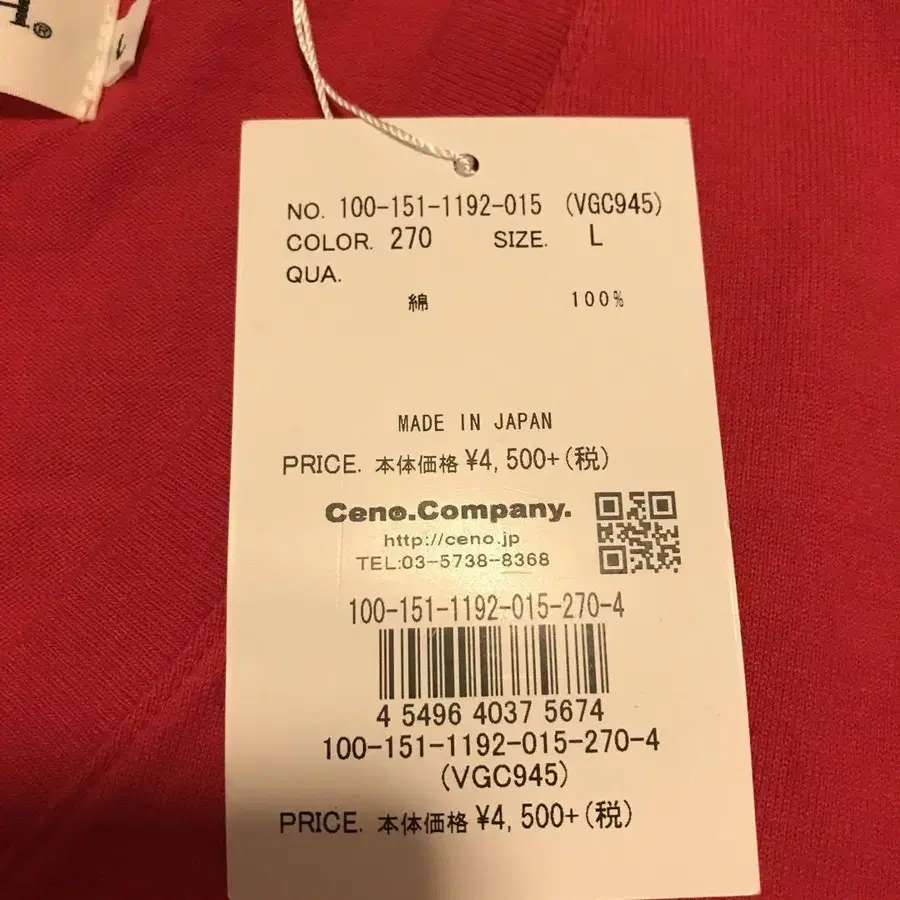 NO. 100-151-1192-015 (VGC945)
COLOR. 270 SIZE. L
QUA.
綿 100%
MADE IN JAPAN
PRICE. 本体価格 ¥4,500+(税)
Ceno.Company.
http://ceno.jp
TEL:03-5738-8368
100-151-1192-015-270-4
4 5496 4037 5674
100-151-1192-015-270-4
(VGC945)
PRICE. 本体価格 ¥4,500+(税)